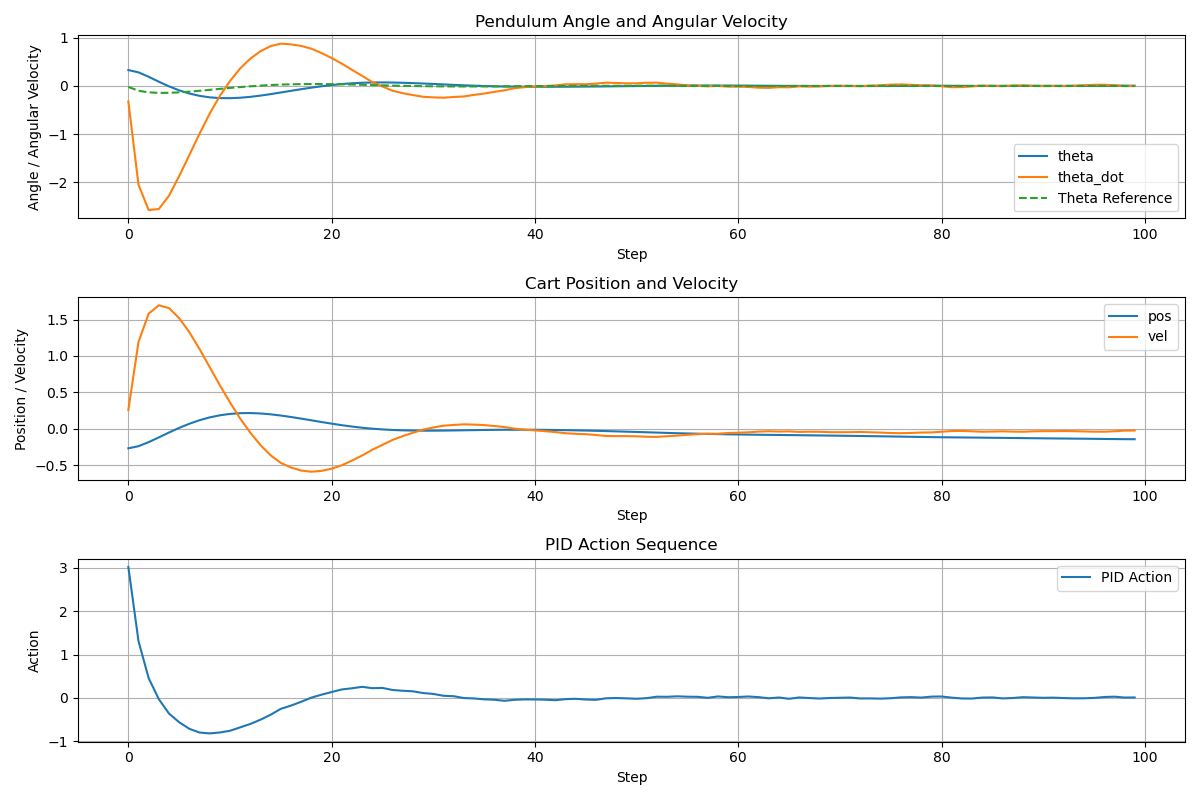 Pendulum Angle and Angular Velocity
Angle / Angular Velocity
1
0
−1
−2
theta
theta_dot
Theta Reference
0 20 40 60 80 100
Step
Cart Position and Velocity
Position / Velocity
1.5
1.0
0.5
0.0
−0.5
pos
vel
0 20 40 60 80 100
Step
PID Action Sequence
Action
3
2
1
0
−1
PID Action
0 20 40 60 80 100
Step